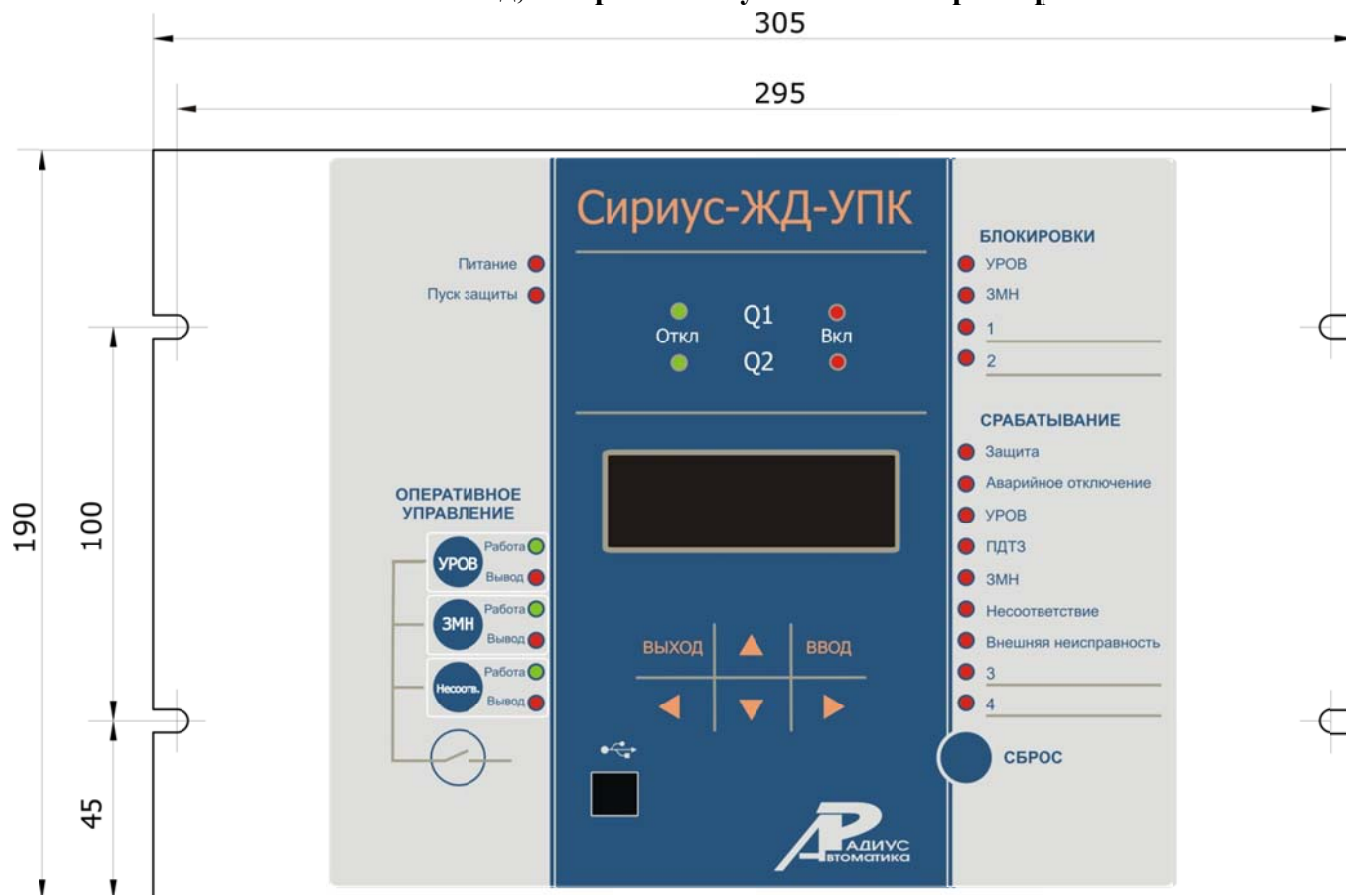 305
295
190
100
45
Сириус-ЖД-УПК
Питание
Пуск защиты
Q1
Откл
Вкл
Q2
ОПЕРАТИВНОЕ
УПРАВЛЕНИЕ
УРОВ
Работа
Вывод
ЗМН
Работа
Вывод
Несоотв.
Работа
Вывод
ВЫХОД
ВВОД
БЛОКИРОВКИ
УРОВ
ЗМН
1
2
СРАБАТЫВАНИЕ
Защита
Аварийное отключение
УРОВ
ПДТЗ
ЗМН
Несоответствие
Внешняя неисправность
3
4
СБРОС
РАДИУС
Автоматика